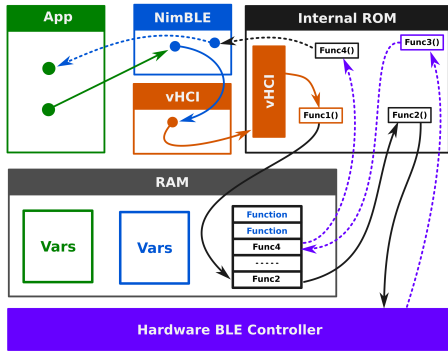 App
NimBLE
Internal ROM
Func3()
Func4()
vHCI
vHCI
Func1()
Func2()
RAM
Vars
Vars
Function
Function
Func4
-----
Func2
Hardware BLE Controller